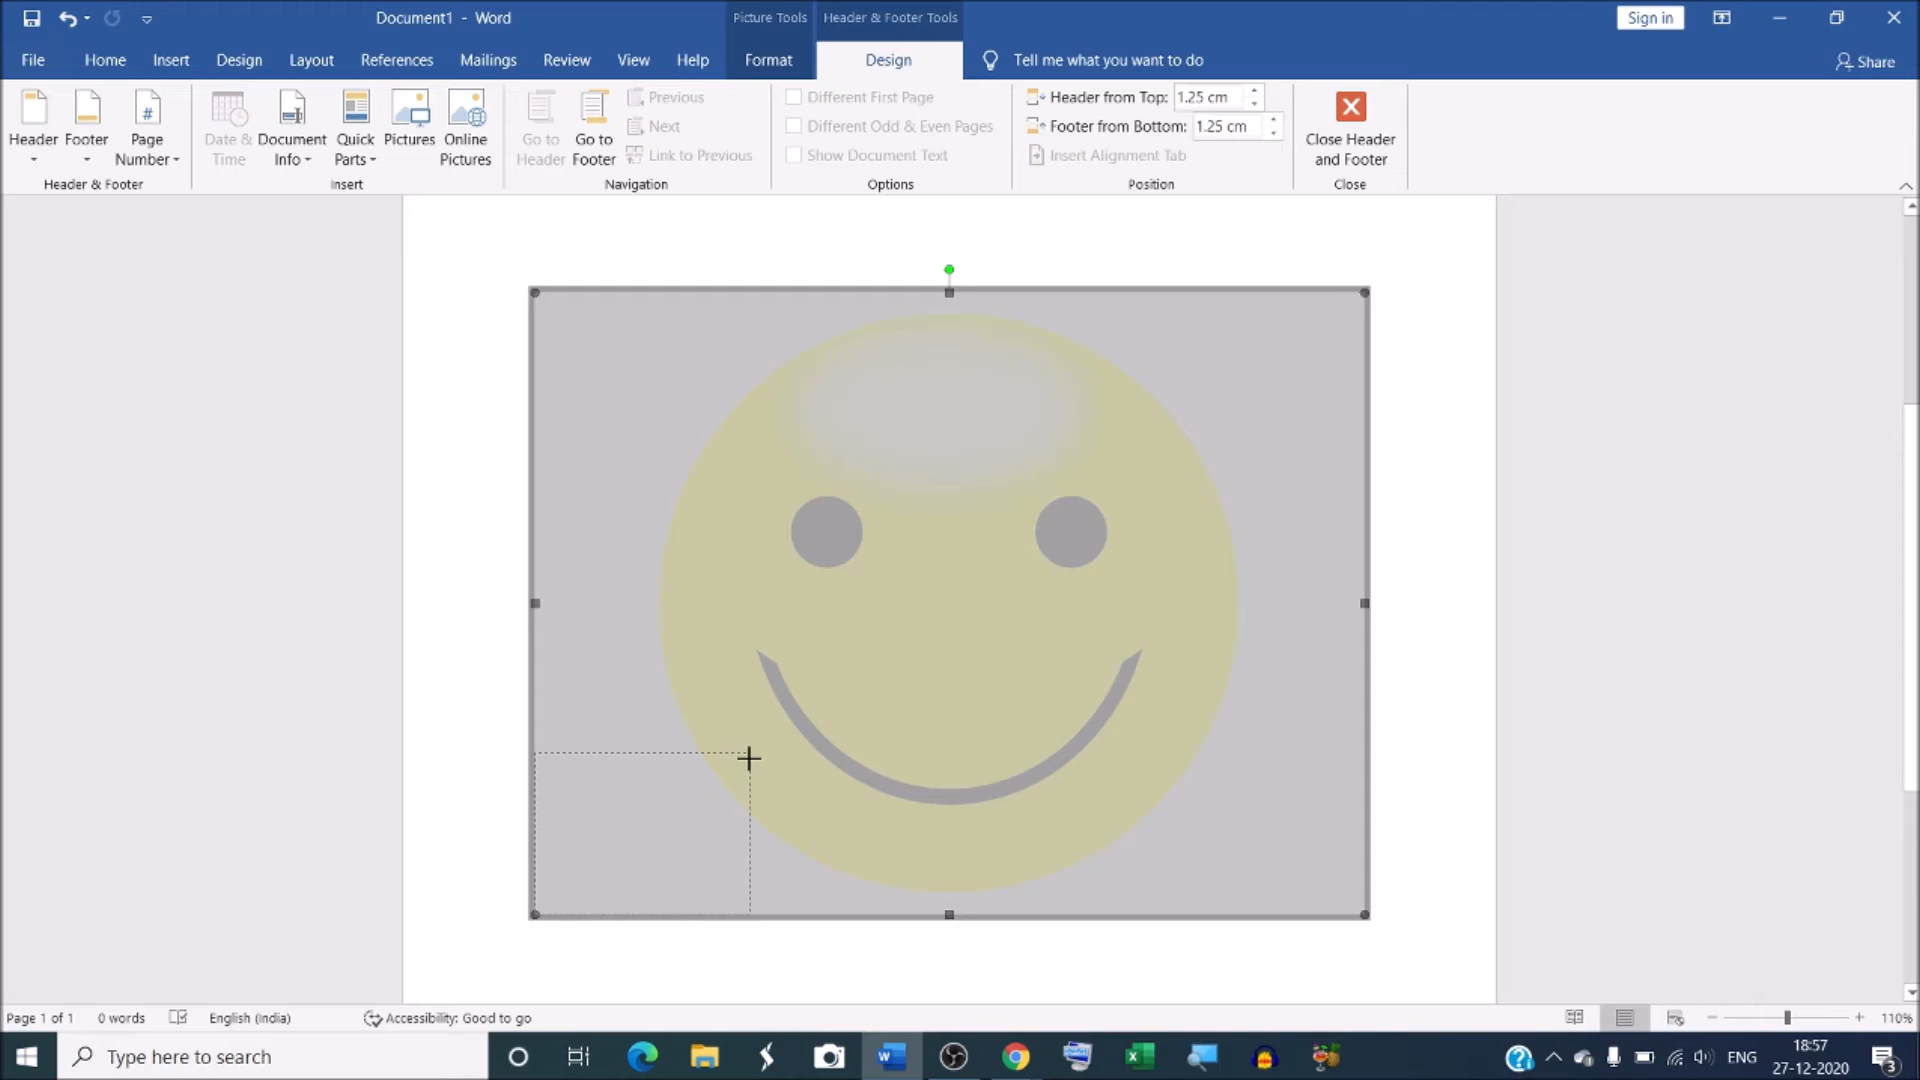 Document1 - Word
Picture Tools
Header & Footer Tools
Sign in
File
Home
Insert
Design
Layout
References
Mailings
Review
View
Help
Format
Design
Tell me what you want to do
Share
Header
Footer
Page
Number
Header & Footer
Date &
Time
Document
Info
Quick
Parts
Pictures
Online
Pictures
Insert
Go to
Header
Go to
Footer
Previous
Next
Link to Previous
Navigation
Different First Page
Different Odd & Even Pages
Show Document Text
Options
Header from Top: 1.25 cm
Footer from Bottom: 1.25 cm
Insert Alignment Tab
Position
Close Header
and Footer
Close
Page 1 of 1
0 words
English (India)
Accessibility: Good to go
110%
Type here to search
ENG
18:57
27-12-2020
3